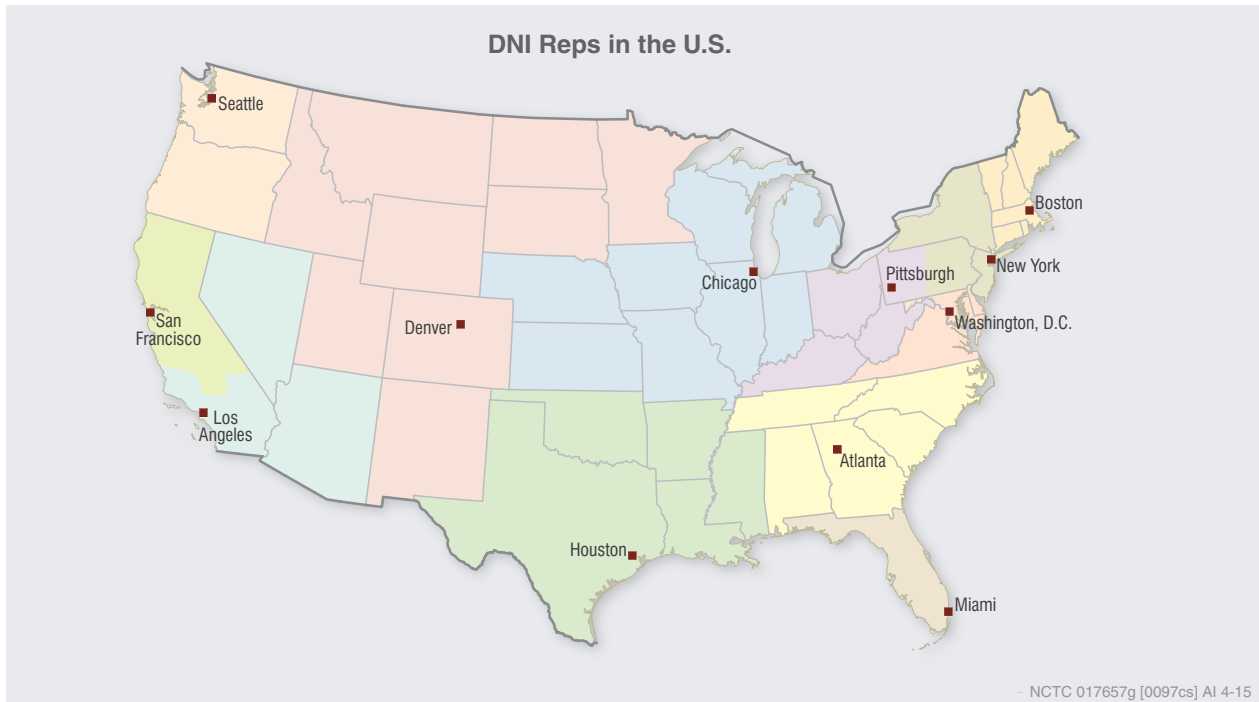 DNI Reps in the U.S.
Seattle
Boston
Chicago
Pittsburgh
New York
San
Francisco
Denver
Washington, D.C.
Los
Angeles
Atlanta
Houston
Miami
NCTC 017657g [0097cs] AI 4-15